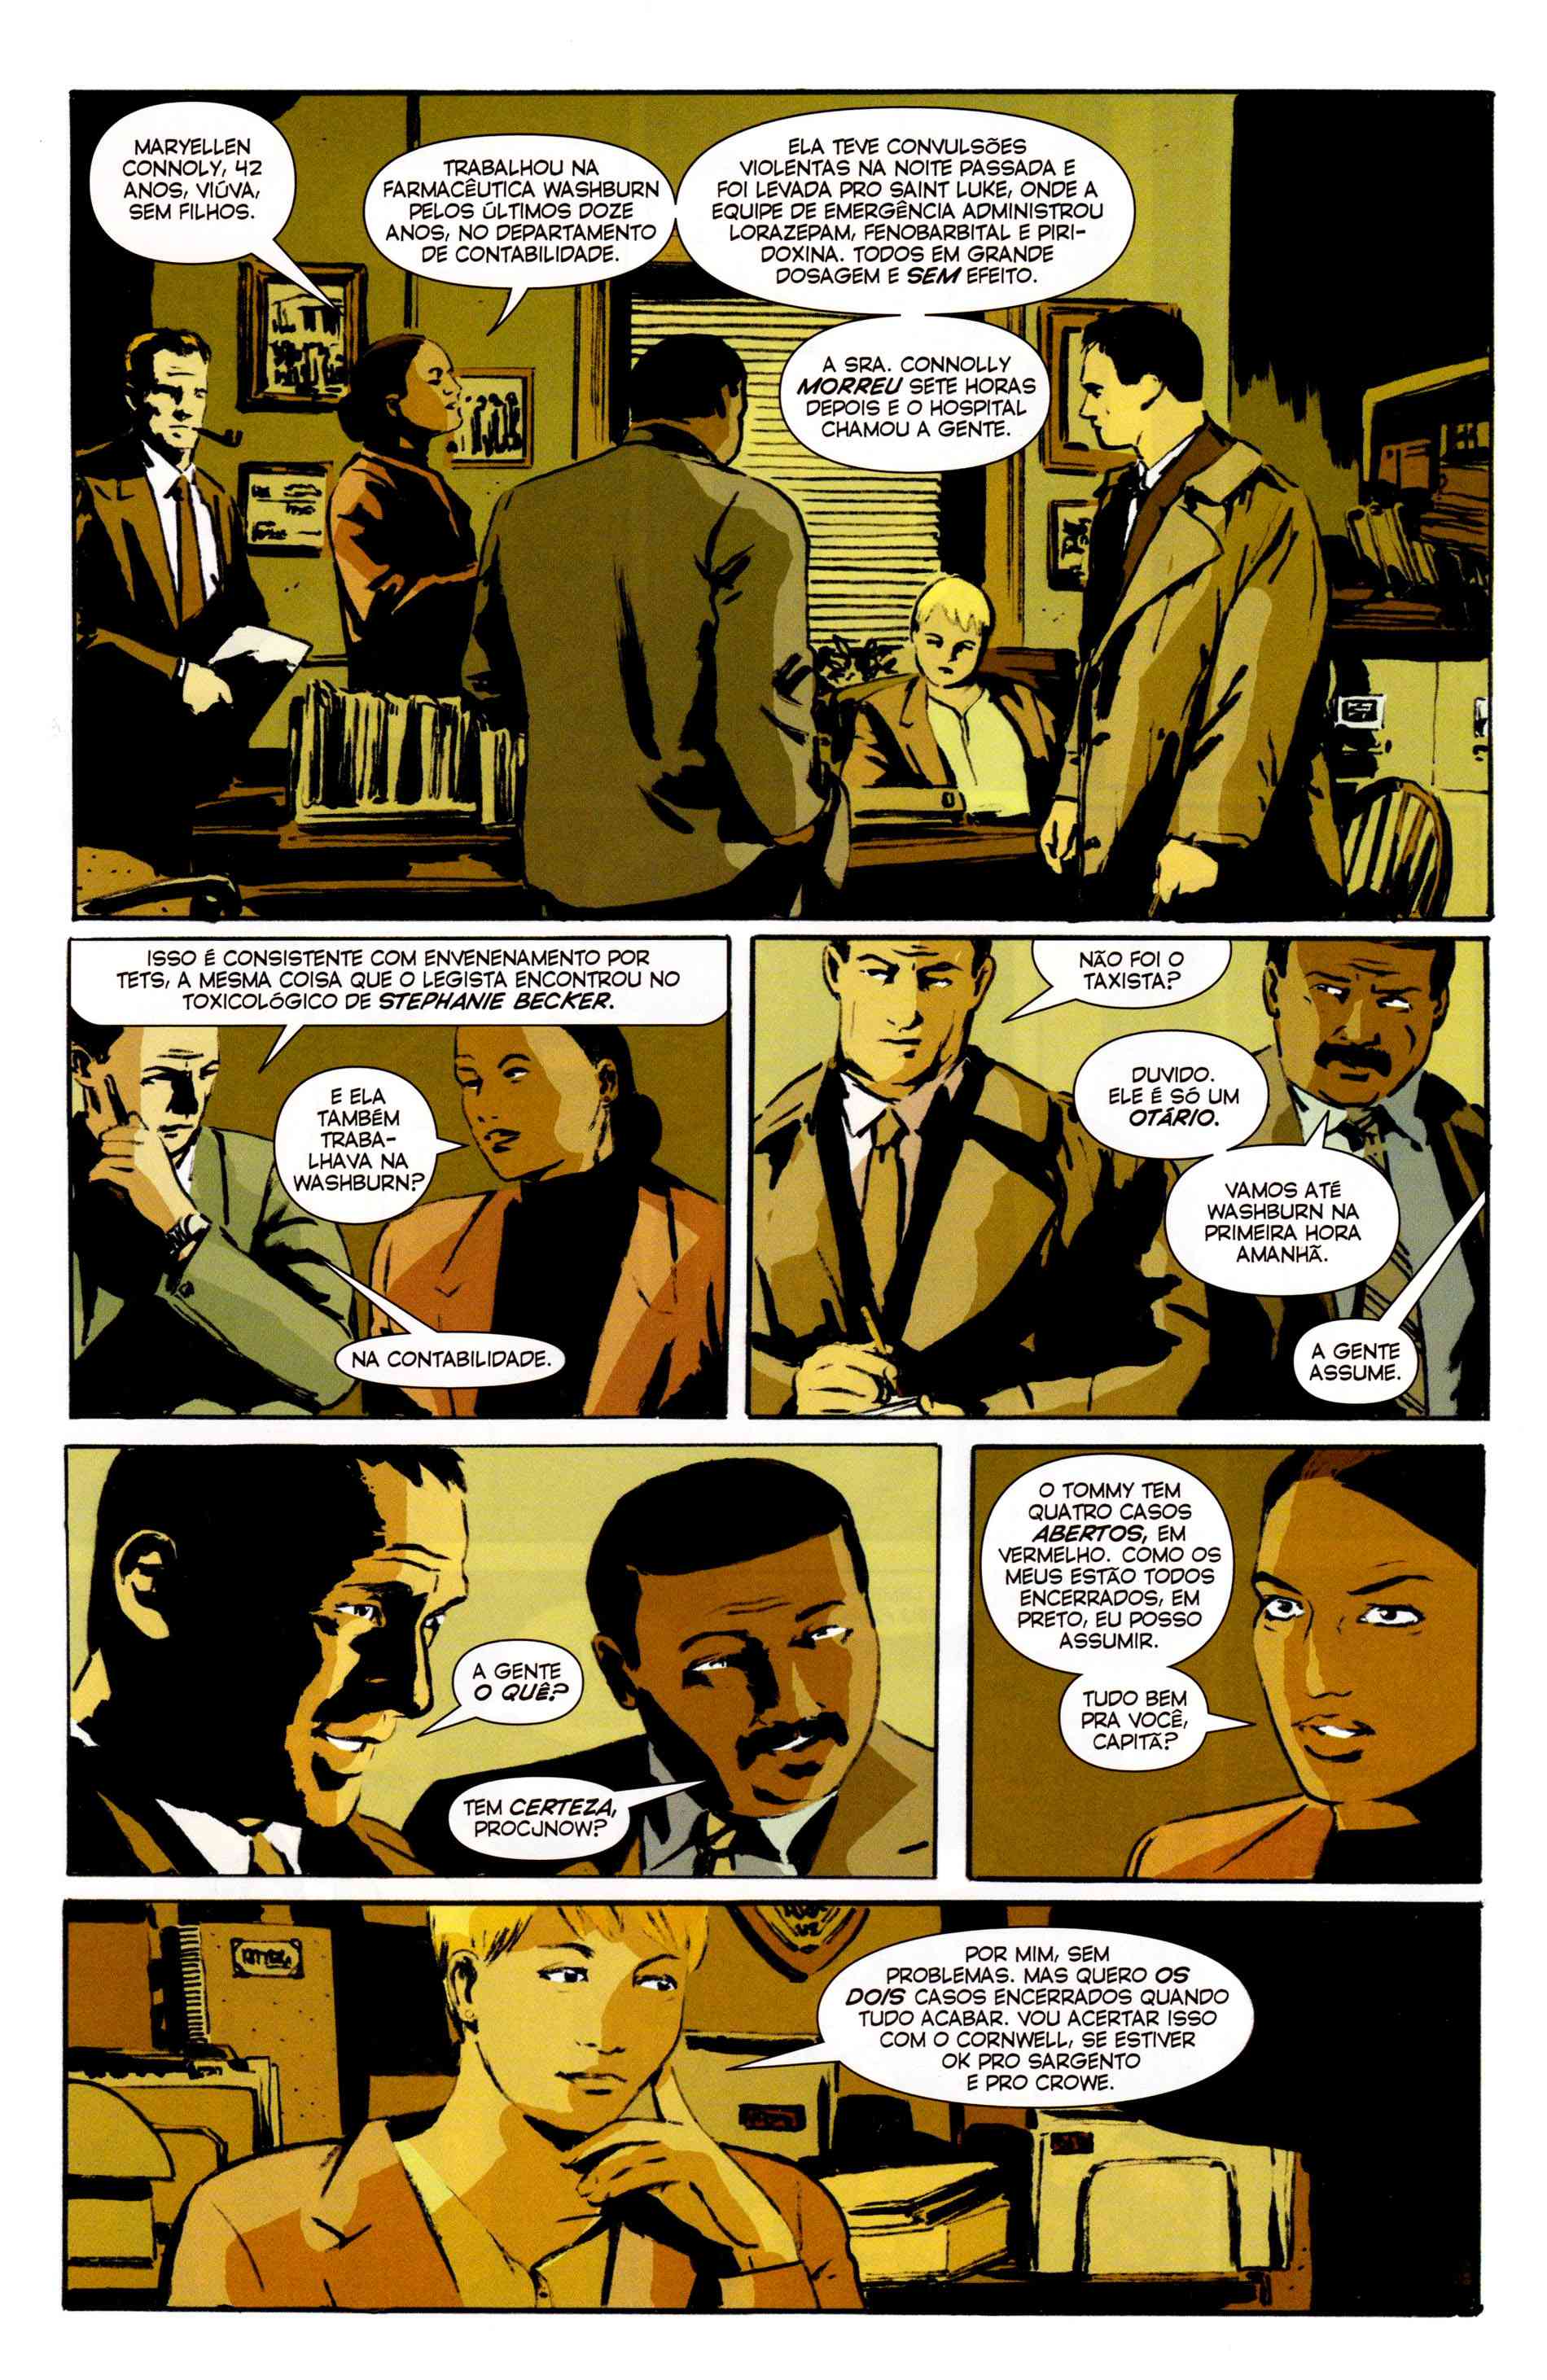 MARYELLEN
CONNOLY, 42
ANOS, VIÚVA,
SEM FILHOS.
TRABALHOU NA
FARMACÊUTICA WASHBURN
PELOS ÚLTIMOS DOZE
ANOS, NO DEPARTAMENTO
DE CONTABILIDADE.
ELA TEVE CONVULSÕES
VIOLENTAS NA NOITE PASSADA E
FOI LEVADA PRO SAINT LUKE, ONDE A
EQUIPE DE EMERGÊNCIA ADMINISTROU
LORAZEPAM, FENOBARBITAL E PIRI-
DOXINA. TODOS EM GRANDE
DOSAGEM E SEM EFEITO.
A SRA. CONNOLLY
MORREU SETE HORAS
DEPOIS E O HOSPITAL
CHAMOU A GENTE.
ISSO É CONSISTENTE COM ENVENENAMENTO POR
TETS, A MESMA COISA QUE O LEGISTA ENCONTROU NO
TOXICOLÓGICO DE STEPHANIE BECKER.
E ELA
TAMBÉM
TRABA-
LHAVA NA
WASHBURN?
NA CONTABILIDADE.
NÃO FOI O
TAXISTA?
DUVIDO.
ELE É SÓ UM
OTÁRIO.
VAMOS ATÉ
WASHBURN NA
PRIMEIRA HORA
AMANHÃ.
A GENTE
ASSUME.
A GENTE
O QUÊ?
TEM CERTEZA,
PROCJNOW?
O TOMMY TEM
QUATRO CASOS
ABERTOS, EM
VERMELHO. COMO OS
MEUS ESTÃO TODOS
ENCERRADOS, EM
PRETO, EU POSSO
ASSUMIR.
TUDO BEM
PRA VOCÊ,
CAPITÃ?
POR MIM, SEM
PROBLEMAS. MAS QUERO OS
DOIS CASOS ENCERRADOS QUANDO
TUDO ACABAR. VOU ACERTAR ISSO
COM O CORNWELL, SE ESTIVER
OK PRO SARGENTO
E PRO CROWE.